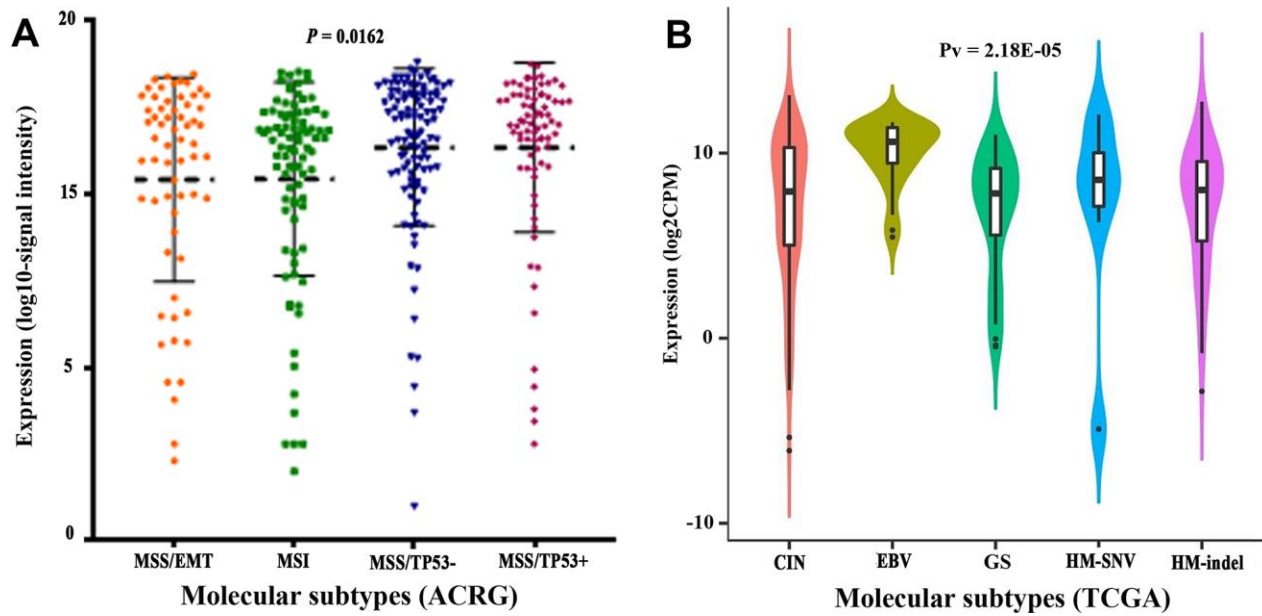 A
P = 0.0162
Expression (log10-signal intensity)
20
15
5
0
MSS/EMT
MSI
MSS/TP53-
MSS/TP53+
Molecular subtypes (ACRG)
B
Pv = 2.18E-05
Expression (log2CPM)
10
0
-10
CIN
EBV
GS
HM-SNV
HM-indel
Molecular subtypes (TCGA)